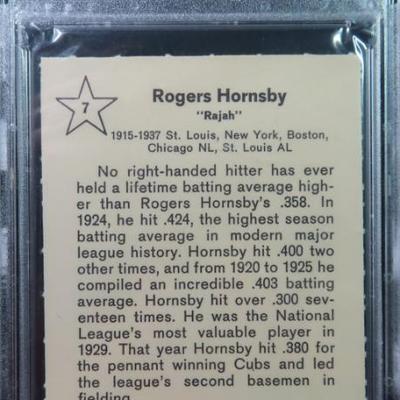 7
Rogers Hornsby
"Rajah"
1915-1937 St. Louis, New York, Boston,
Chicago NL, St. Louis AL
No right-handed hitter has ever
held a lifetime batting average high-
er than Rogers Hornsby's .358. In
1924, he hit .424, the highest season
batting average in modern major
league history. Hornsby hit .400 two
other times, and from 1920 to 1925 he
compiled an incredible .403 batting
average. Hornsby hit over .300 sev-
enteen times. He was the National
League's most valuable player in
1929. That year Hornsby hit .380 for
the pennant winning Cubs and led
the league's second basemen in
fielding.